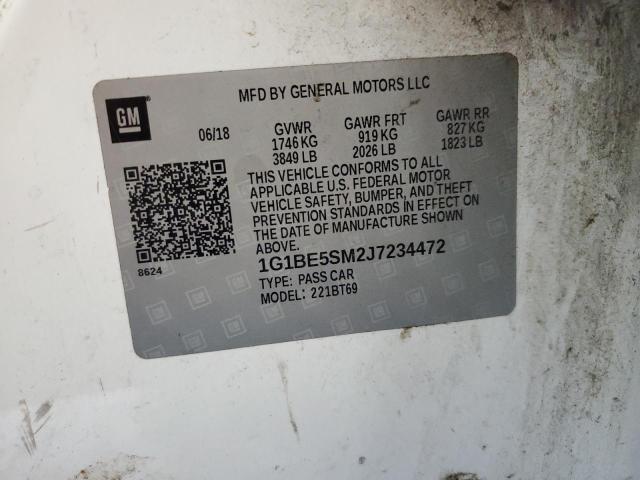 MFD BY GENERAL MOTORS LLC
GM
06/18 GVWR GAWR FRT GAWR RR
1746 KG 919 KG 827 KG
3849 LB 2026 LB 1823 LB
THIS VEHICLE CONFORMS TO ALL
APPLICABLE U.S. FEDERAL MOTOR
VEHICLE SAFETY, BUMPER, AND THEFT
PREVENTION STANDARDS IN EFFECT ON
THE DATE OF MANUFACTURE SHOWN
ABOVE.
1G1BE5SM2J7234472
8624
TYPE: PASS CAR
MODEL: 221BT69